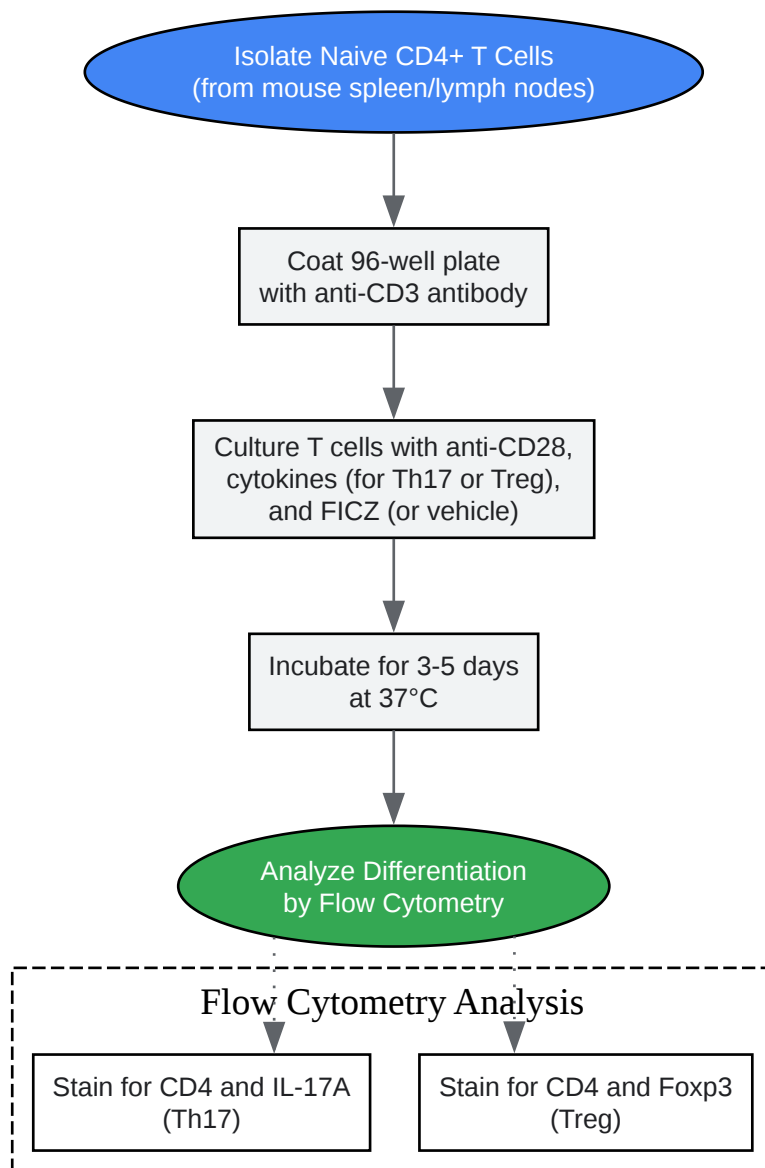 Isolate Naive CD4+ T Cells
(from mouse spleen/lymph nodes)
Coat 96-well plate
with anti-CD3 antibody
Culture T cells with anti-CD28,
cytokines (for Th17 or Treg),
and FICZ (or vehicle)
Incubate for 3-5 days
at 37°C
Analyze Differentiation
by Flow Cytometry
Flow Cytometry Analysis
Stain for CD4 and IL-17A
(Th17)
Stain for CD4 and Foxp3
(Treg)